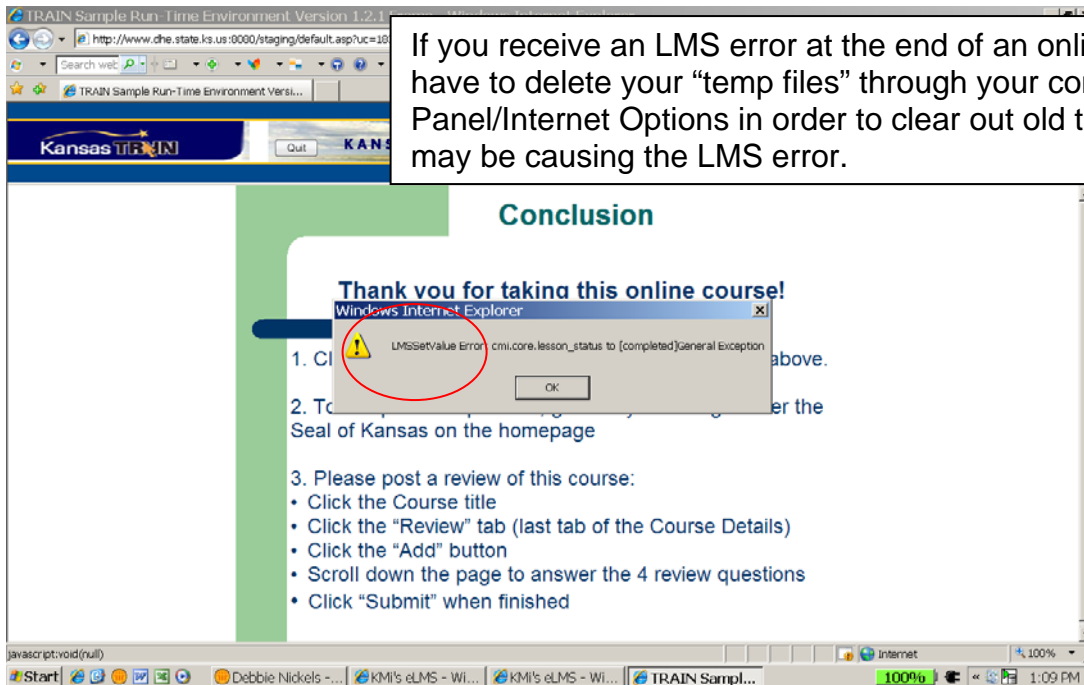 TRAIN Sample Run-Time Environment Version 1.2.1 Frame - Windows Internet Explorer
http://www.dhe.state.ks.us:8080/staging/default.asp?uc=
Search web
TRAIN Sample Run-Time Environment Versi...
If you receive an LMS error at the end of an onli
have to delete your “temp files” through your co
Panel/Internet Options in order to clear out old t
may be causing the LMS error.
Kansas TRAIN
Quit
KANS
Conclusion
Thank you for taking this online course!
Windows Internet Explorer
LMSSetValue Error: cmi.core.lesson_status to [completed]General Exception
OK
1. Cl above.
2. To er the
Seal of Kansas on the homepage
3. Please post a review of this course:
• Click the Course title
• Click the “Review” tab (last tab of the Course Details)
• Click the “Add” button
• Scroll down the page to answer the 4 review questions
• Click “Submit” when finished
javascript:void(null)
Internet
100%
Start
Debbie Nickels -...
KMi's eLMS - Wi...
KMi's eLMS - Wi...
TRAIN Sampl...
100%
1:09 PM